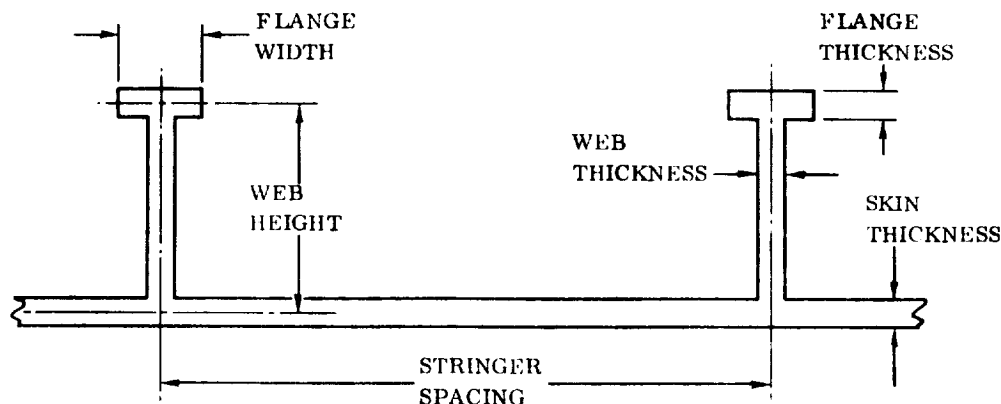 FLANGE
WIDTH
FLANGE
THICKNESS
WEB
THICKNESS
WEB
HEIGHT
SKIN
THICKNESS
STRINGER
SPACING